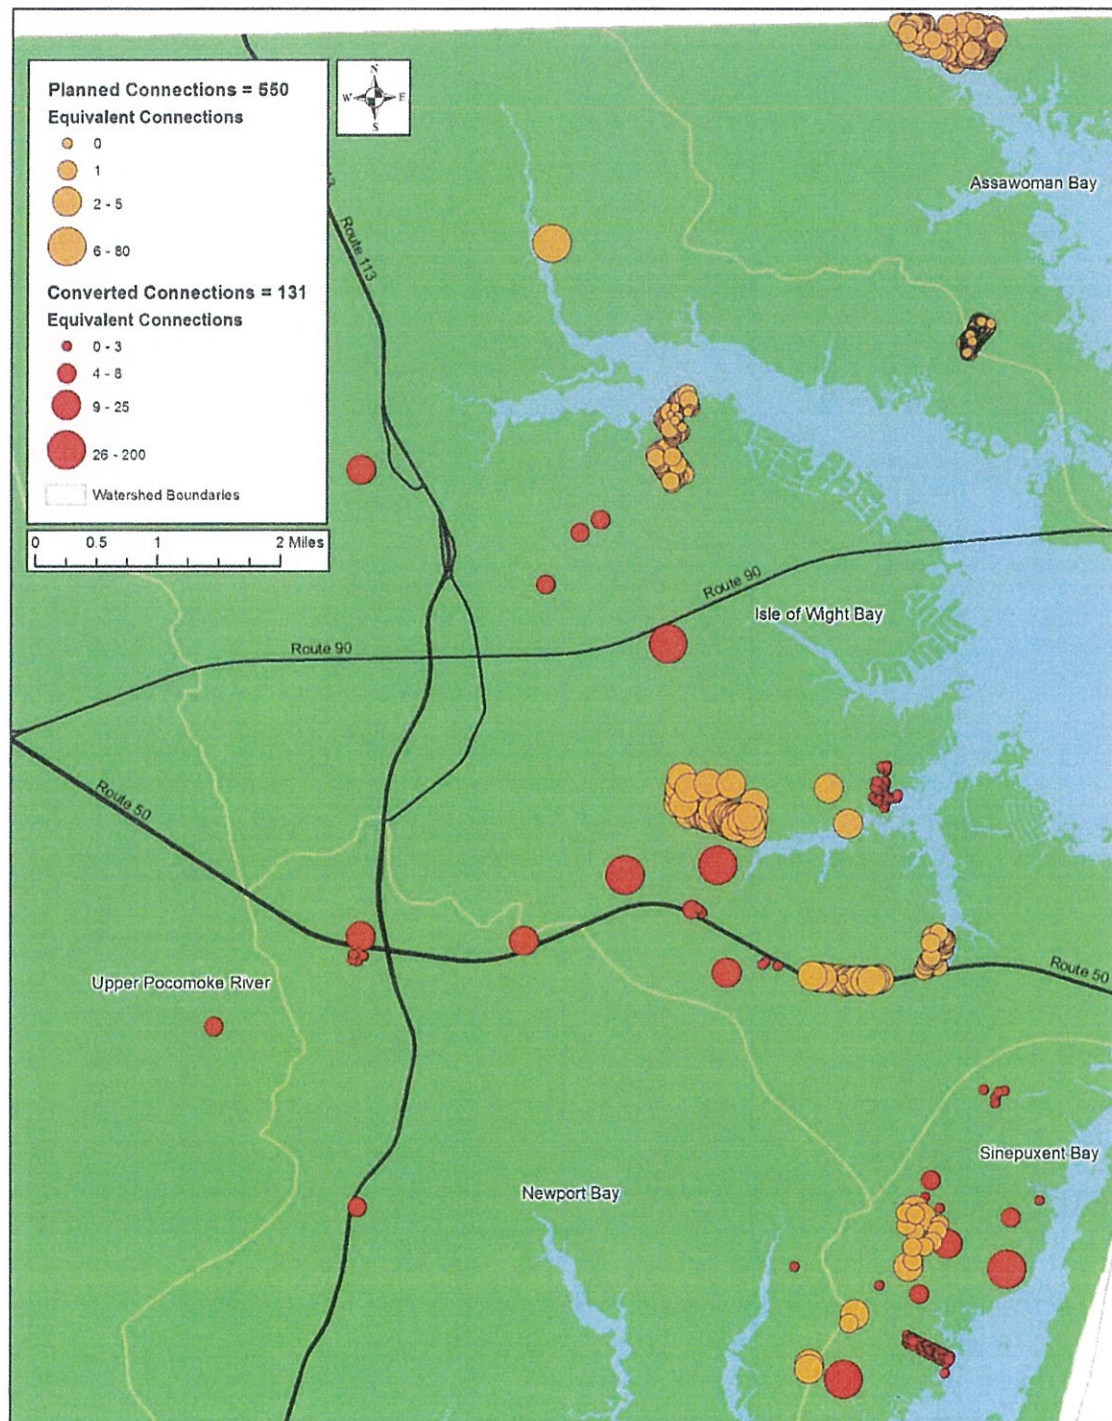 Planned Connections = 550
Equivalent Connections
0
1
2 - 5
6 - 80
Converted Connections = 131
Equivalent Connections
0 - 3
4 - 8
9 - 25
26 - 200
Watershed Boundaries
N
W E
S
0 0.5 1 2 Miles
Route 113
Assawoman Bay
Route 90
Isle of Wight Bay
Route 90
Route 50
Route 50
Upper Pocomoke River
Sinepuxent Bay
Newport Bay